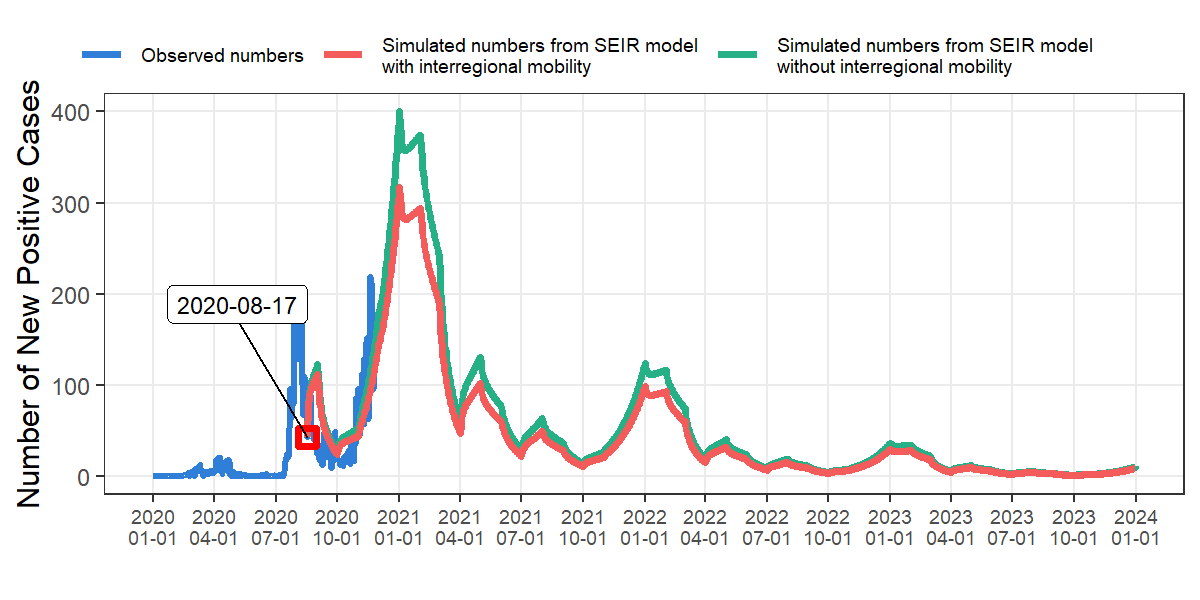 Observed numbers
Simulated numbers from SEIR model
with interregional mobility
Simulated numbers from SEIR model
without interregional mobility
Number of New Positive Cases
400
300
200
100
0
2020-08-17
2020 2020 2020 2020 2021 2021 2021 2021 2022 2022 2022 2022 2023 2023 2023 2023 2024
01-01 04-01 07-01 10-01 01-01 04-01 07-01 10-01 01-01 04-01 07-01 10-01 01-01 04-01 07-01 10-01 01-01